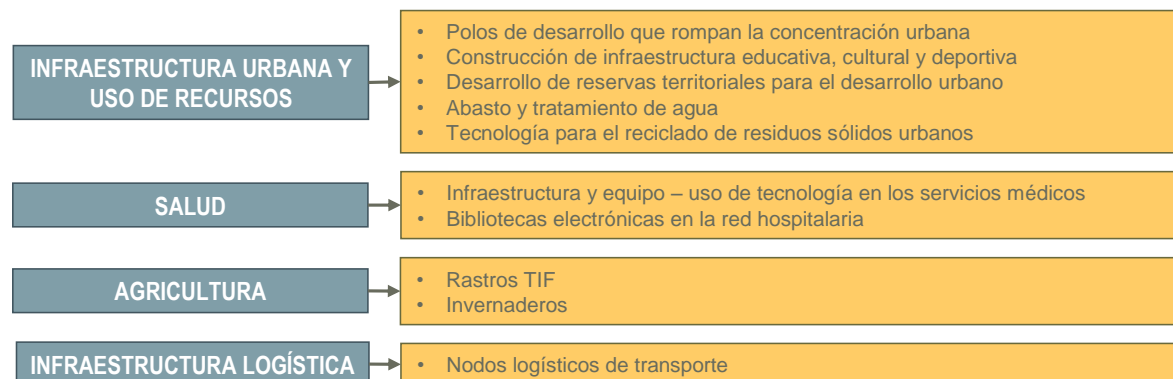 INFRAESTRUCTURA URBANA Y
USO DE RECURSOS
• Polos de desarrollo que rompan la concentración urbana
• Construcción de infraestructura educativa, cultural y deportiva
• Desarrollo de reservas territoriales para el desarrollo urbano
• Abasto y tratamiento de agua
• Tecnología para el reciclado de residuos sólidos urbanos
SALUD
• Infraestructura y equipo – uso de tecnología en los servicios médicos
• Bibliotecas electrónicas en la red hospitalaria
AGRICULTURA
• Rastros TIF
• Invernaderos
INFRAESTRUCTURA LOGÍSTICA
• Nodos logísticos de transporte